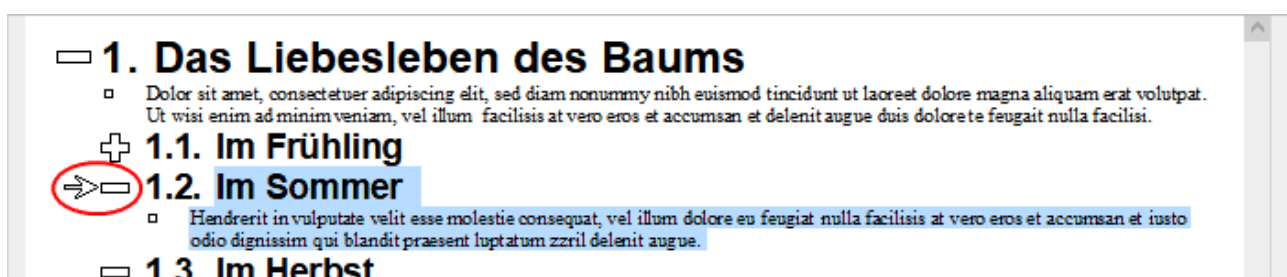 1. Das Liebesleben des Baums
Dolor sit amet, consectetuer adipiscing elit, sed diam nonummy nibh euismod tincidunt ut laoreet dolore magna aliquam erat volutpat.
Ut wisi enim ad minim veniam, vel illum facilisis at vero eros et accumsan et delenit augue duis dolore te feugait nulla facilisi.
1.1. Im Frühling
1.2. Im Sommer
Hendrerit in vulputate velit esse molestie consequat, vel illum dolore eu feugiat nulla facilisis at vero eros et accumsan et iusto
odio dignissim qui blandit praesent luptatum zzril delenit augue.
1.3. Im Herbst